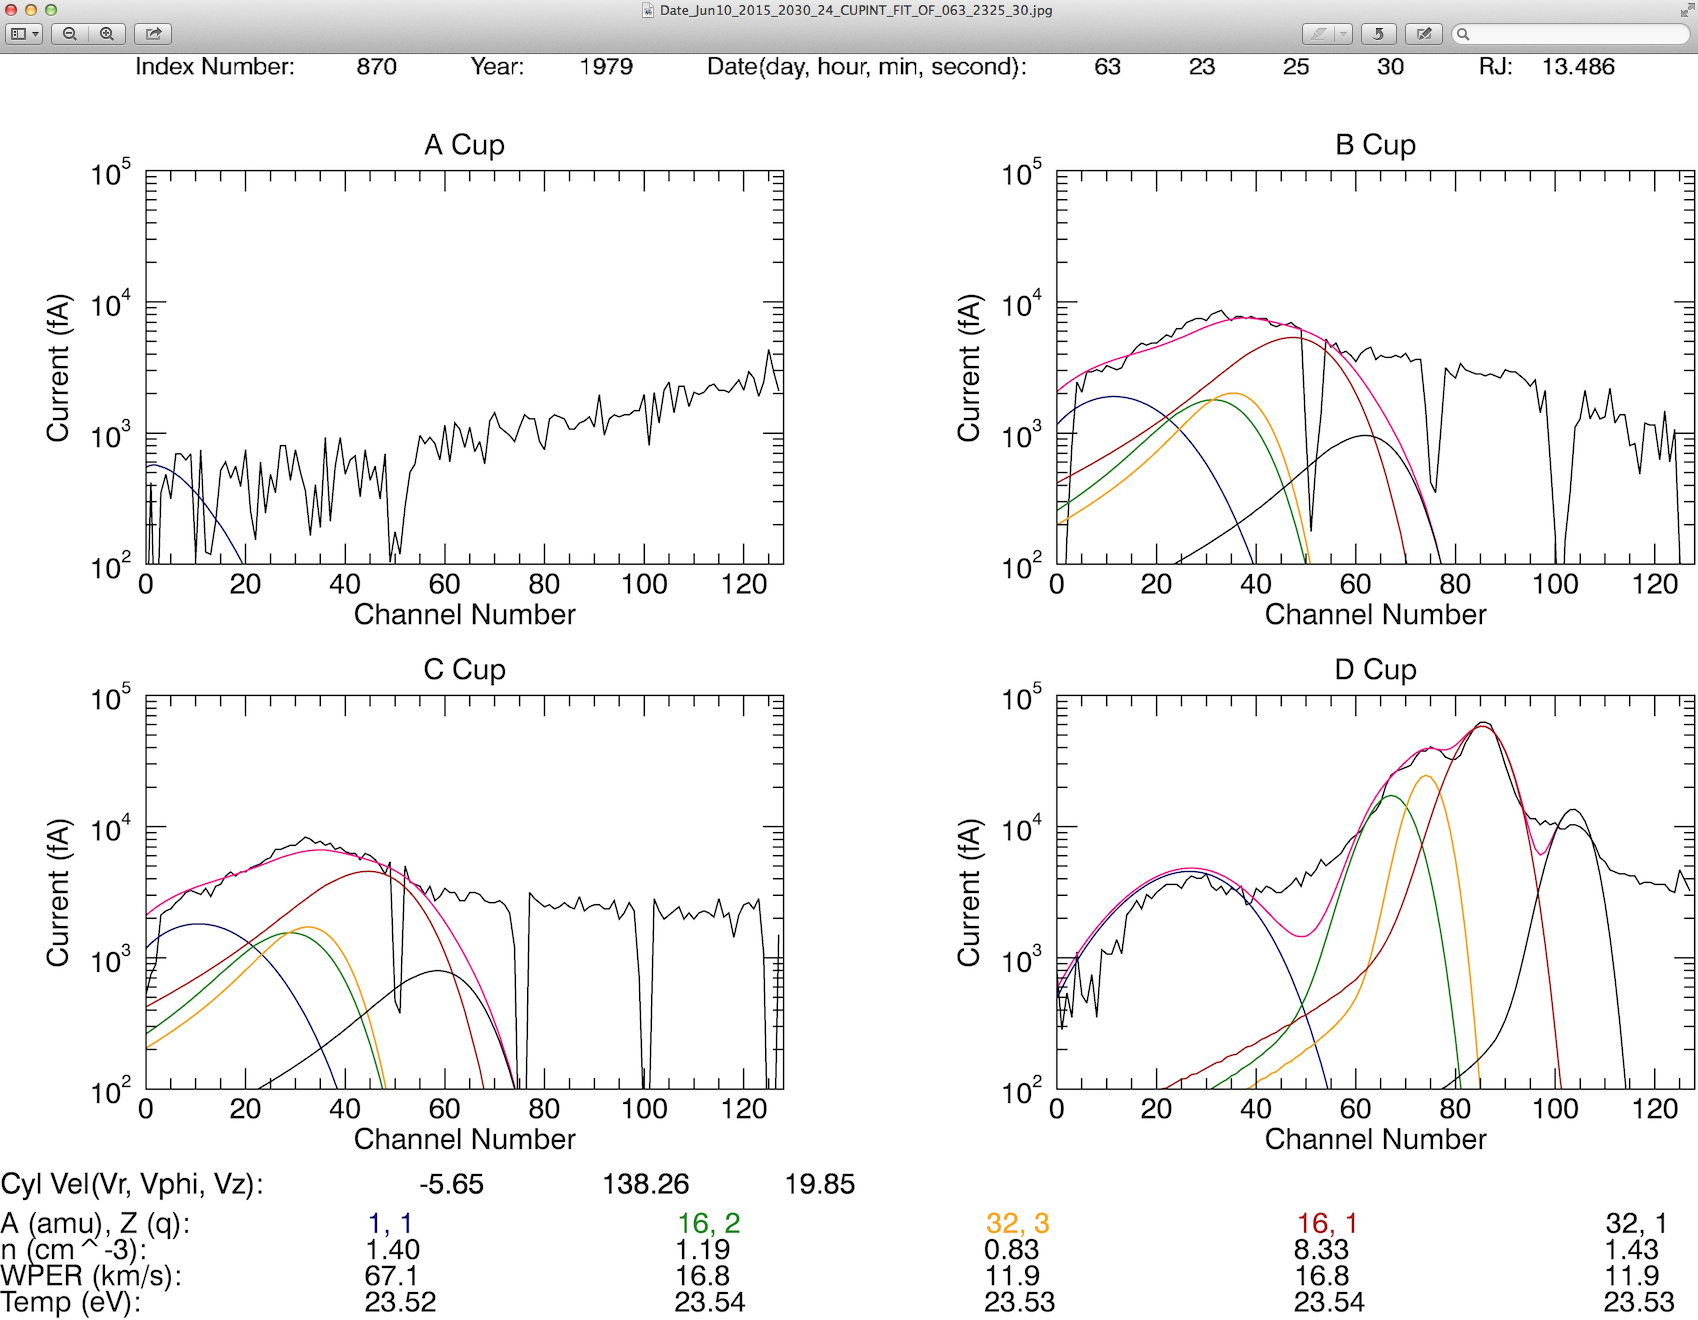 Date_Jun10_2015_2030_24_CUPINT_FIT_OF_063_2325_30.jpg
Index Number: 870 Year: 1979 Date(day, hour, min, second): 63 23 25 30 RJ: 13.486
A Cup
10^5
10^4
10^3
10^2
Current (fA)
0 20 40 60 80 100 120
Channel Number
B Cup
10^5
10^4
10^3
10^2
Current (fA)
0 20 40 60 80 100 120
Channel Number
C Cup
10^5
10^4
10^3
10^2
Current (fA)
0 20 40 60 80 100 120
Channel Number
D Cup
10^5
10^4
10^3
10^2
Current (fA)
0 20 40 60 80 100 120
Channel Number
Cyl Vel(Vr, Vphi, Vz): -5.65 138.26 19.85
A (amu), Z (q): 1, 1 16, 2 32, 3 16, 1 32, 1
n (cm^-3): 1.40 1.19 0.83 8.33 1.43
WPER (km/s): 67.1 16.8 11.9 16.8 11.9
Temp (eV): 23.52 23.54 23.53 23.54 23.53